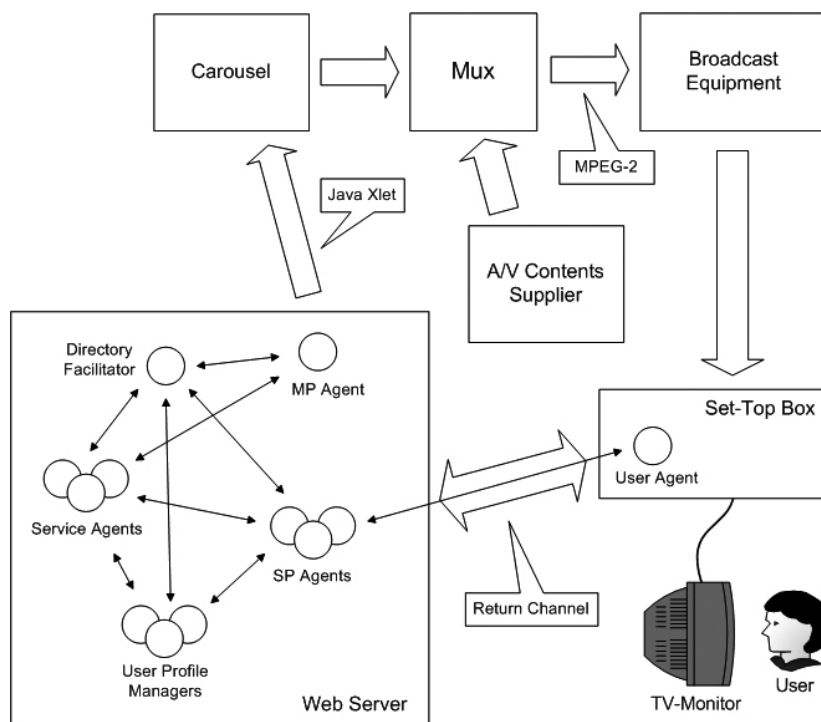 Carousel
Mux
Broadcast
Equipment
MPEG-2
Java Xlet
A/V Contents
Supplier
Directory
Facilitator
MP Agent
Set-Top Box
User Agent
Service Agents
SP Agents
Return Channel
User Profile
Managers
Web Server
TV-Monitor
User